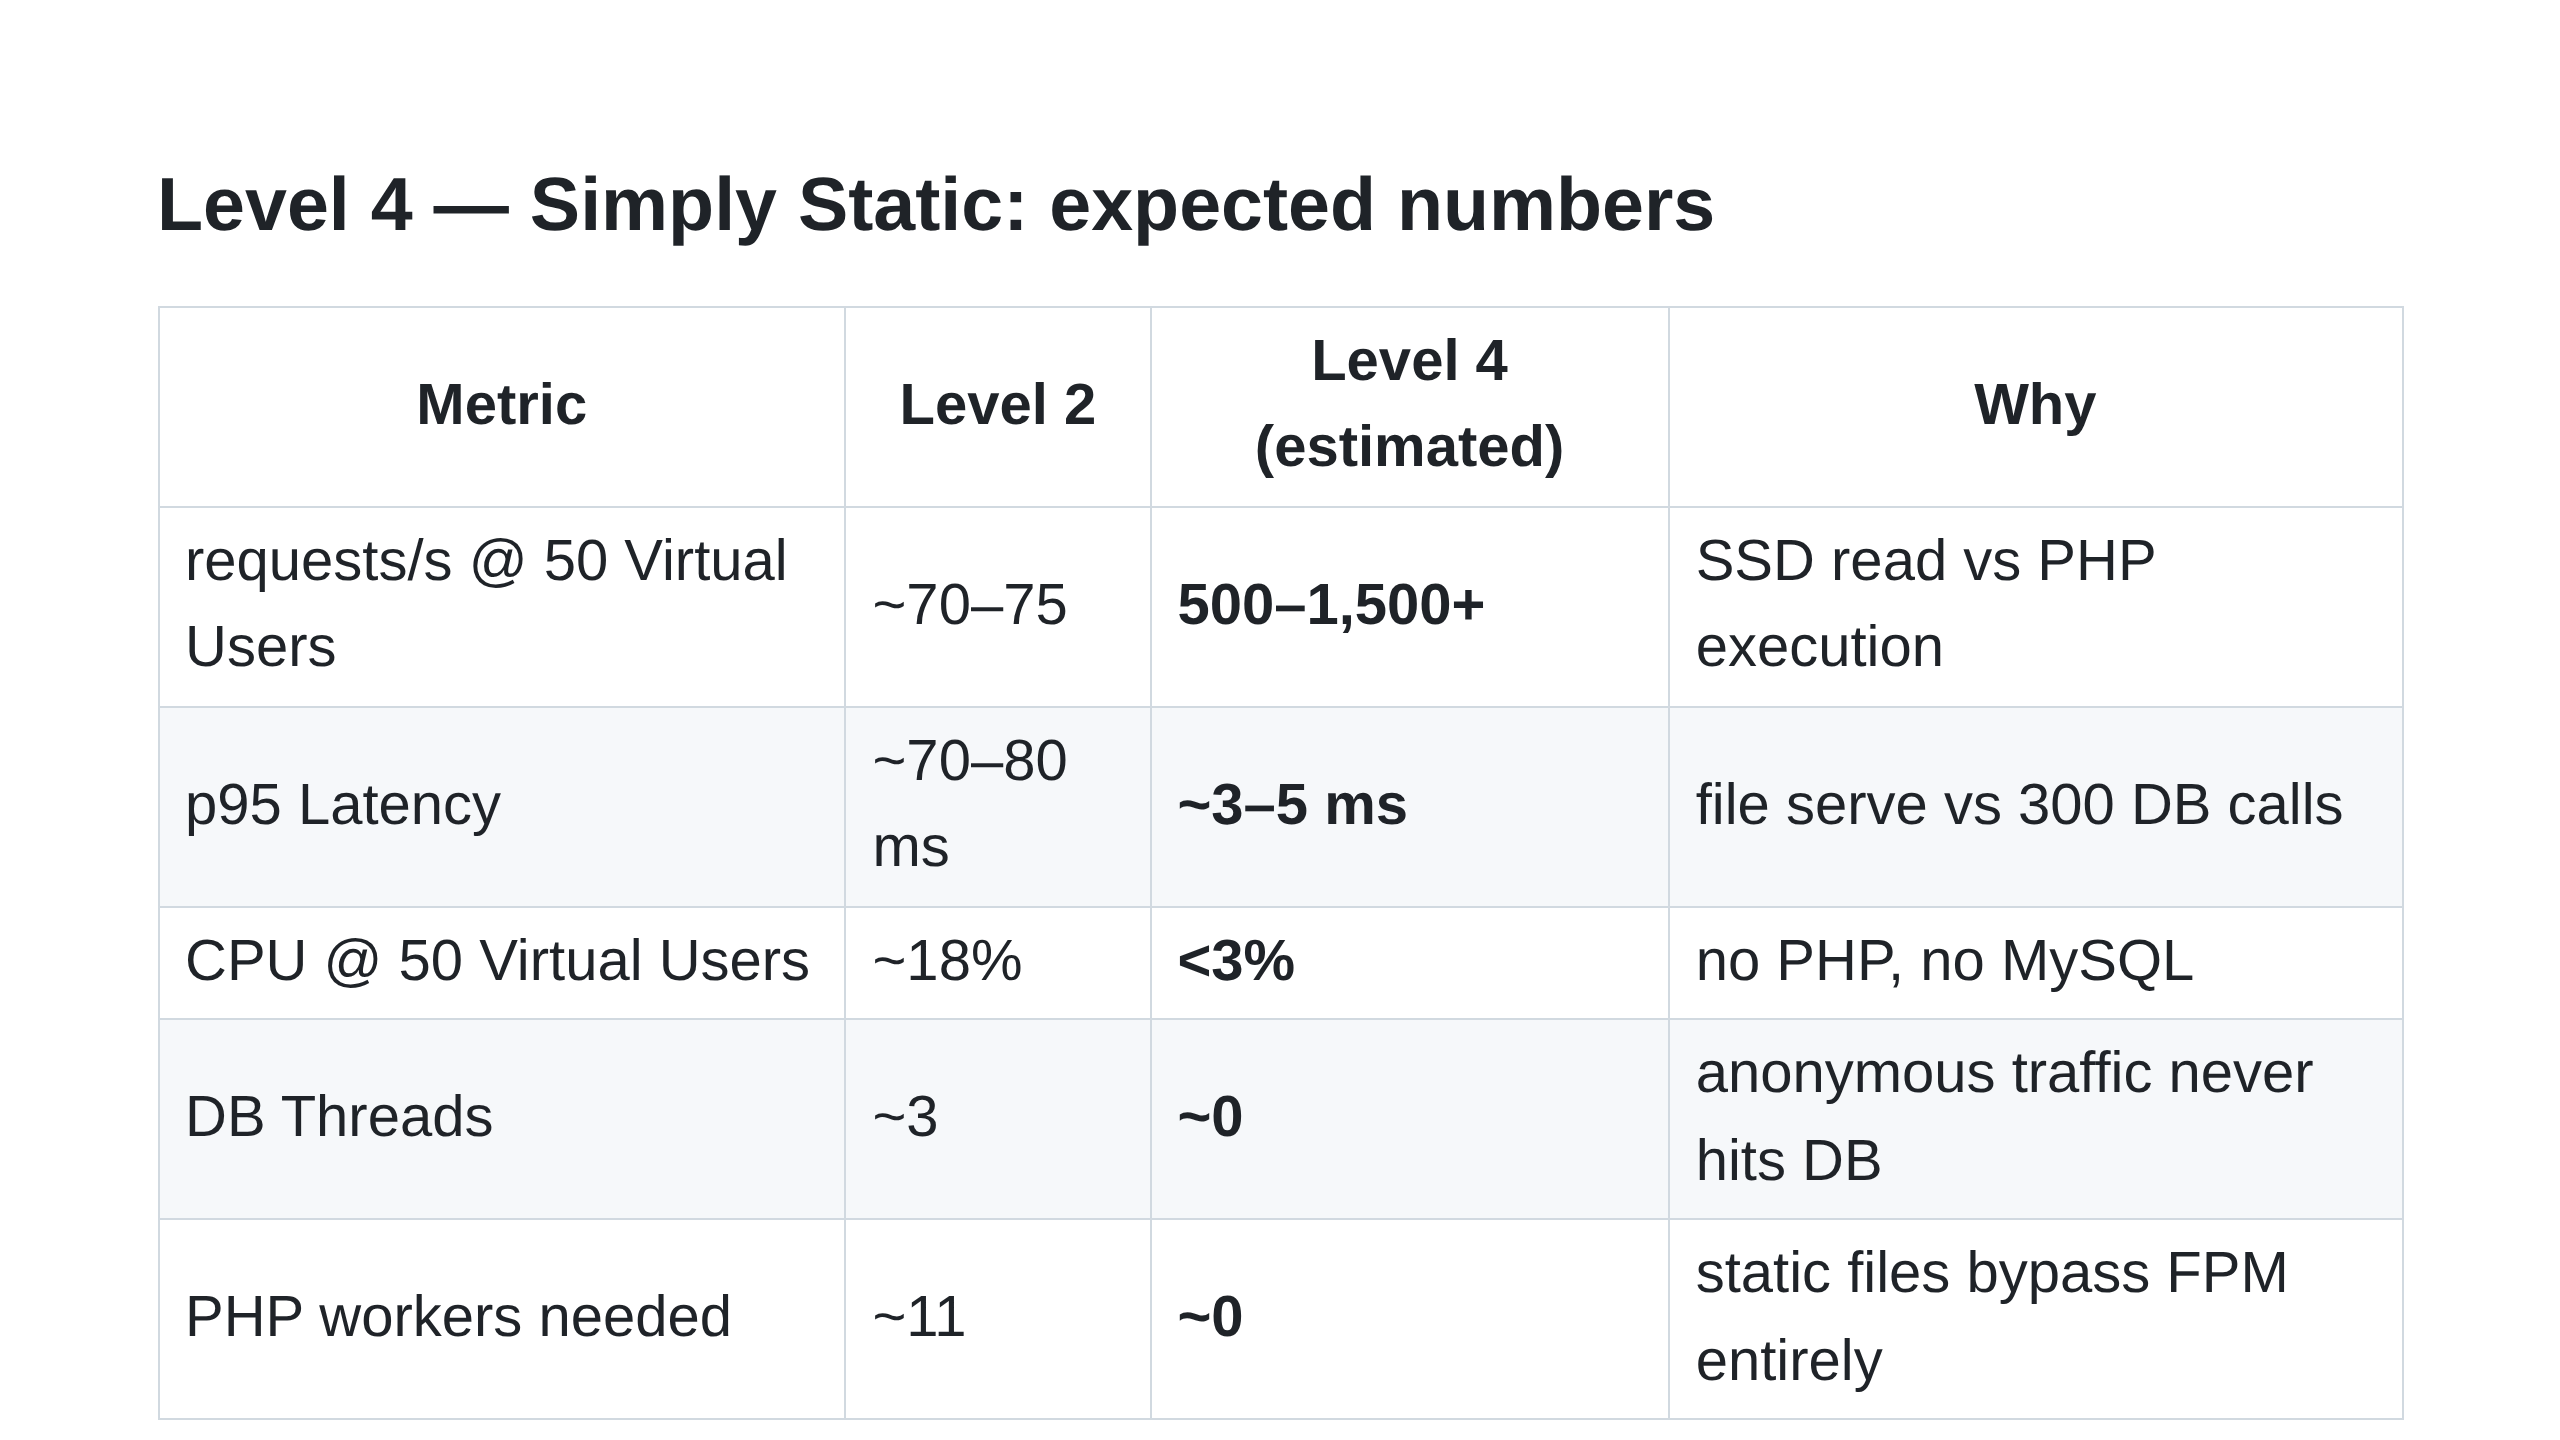 Level 4 — Simply Static: expected numbers
Metric
Level 2
Level 4
(estimated)
Why
requests/s @ 50 Virtual
Users
~70–75
500–1,500+
SSD read vs PHP
execution
p95 Latency
~70–80
ms
~3–5 ms
file serve vs 300 DB calls
CPU @ 50 Virtual Users
~18%
<3%
no PHP, no MySQL
DB Threads
~3
~0
anonymous traffic never
hits DB
PHP workers needed
~11
~0
static files bypass FPM
entirely